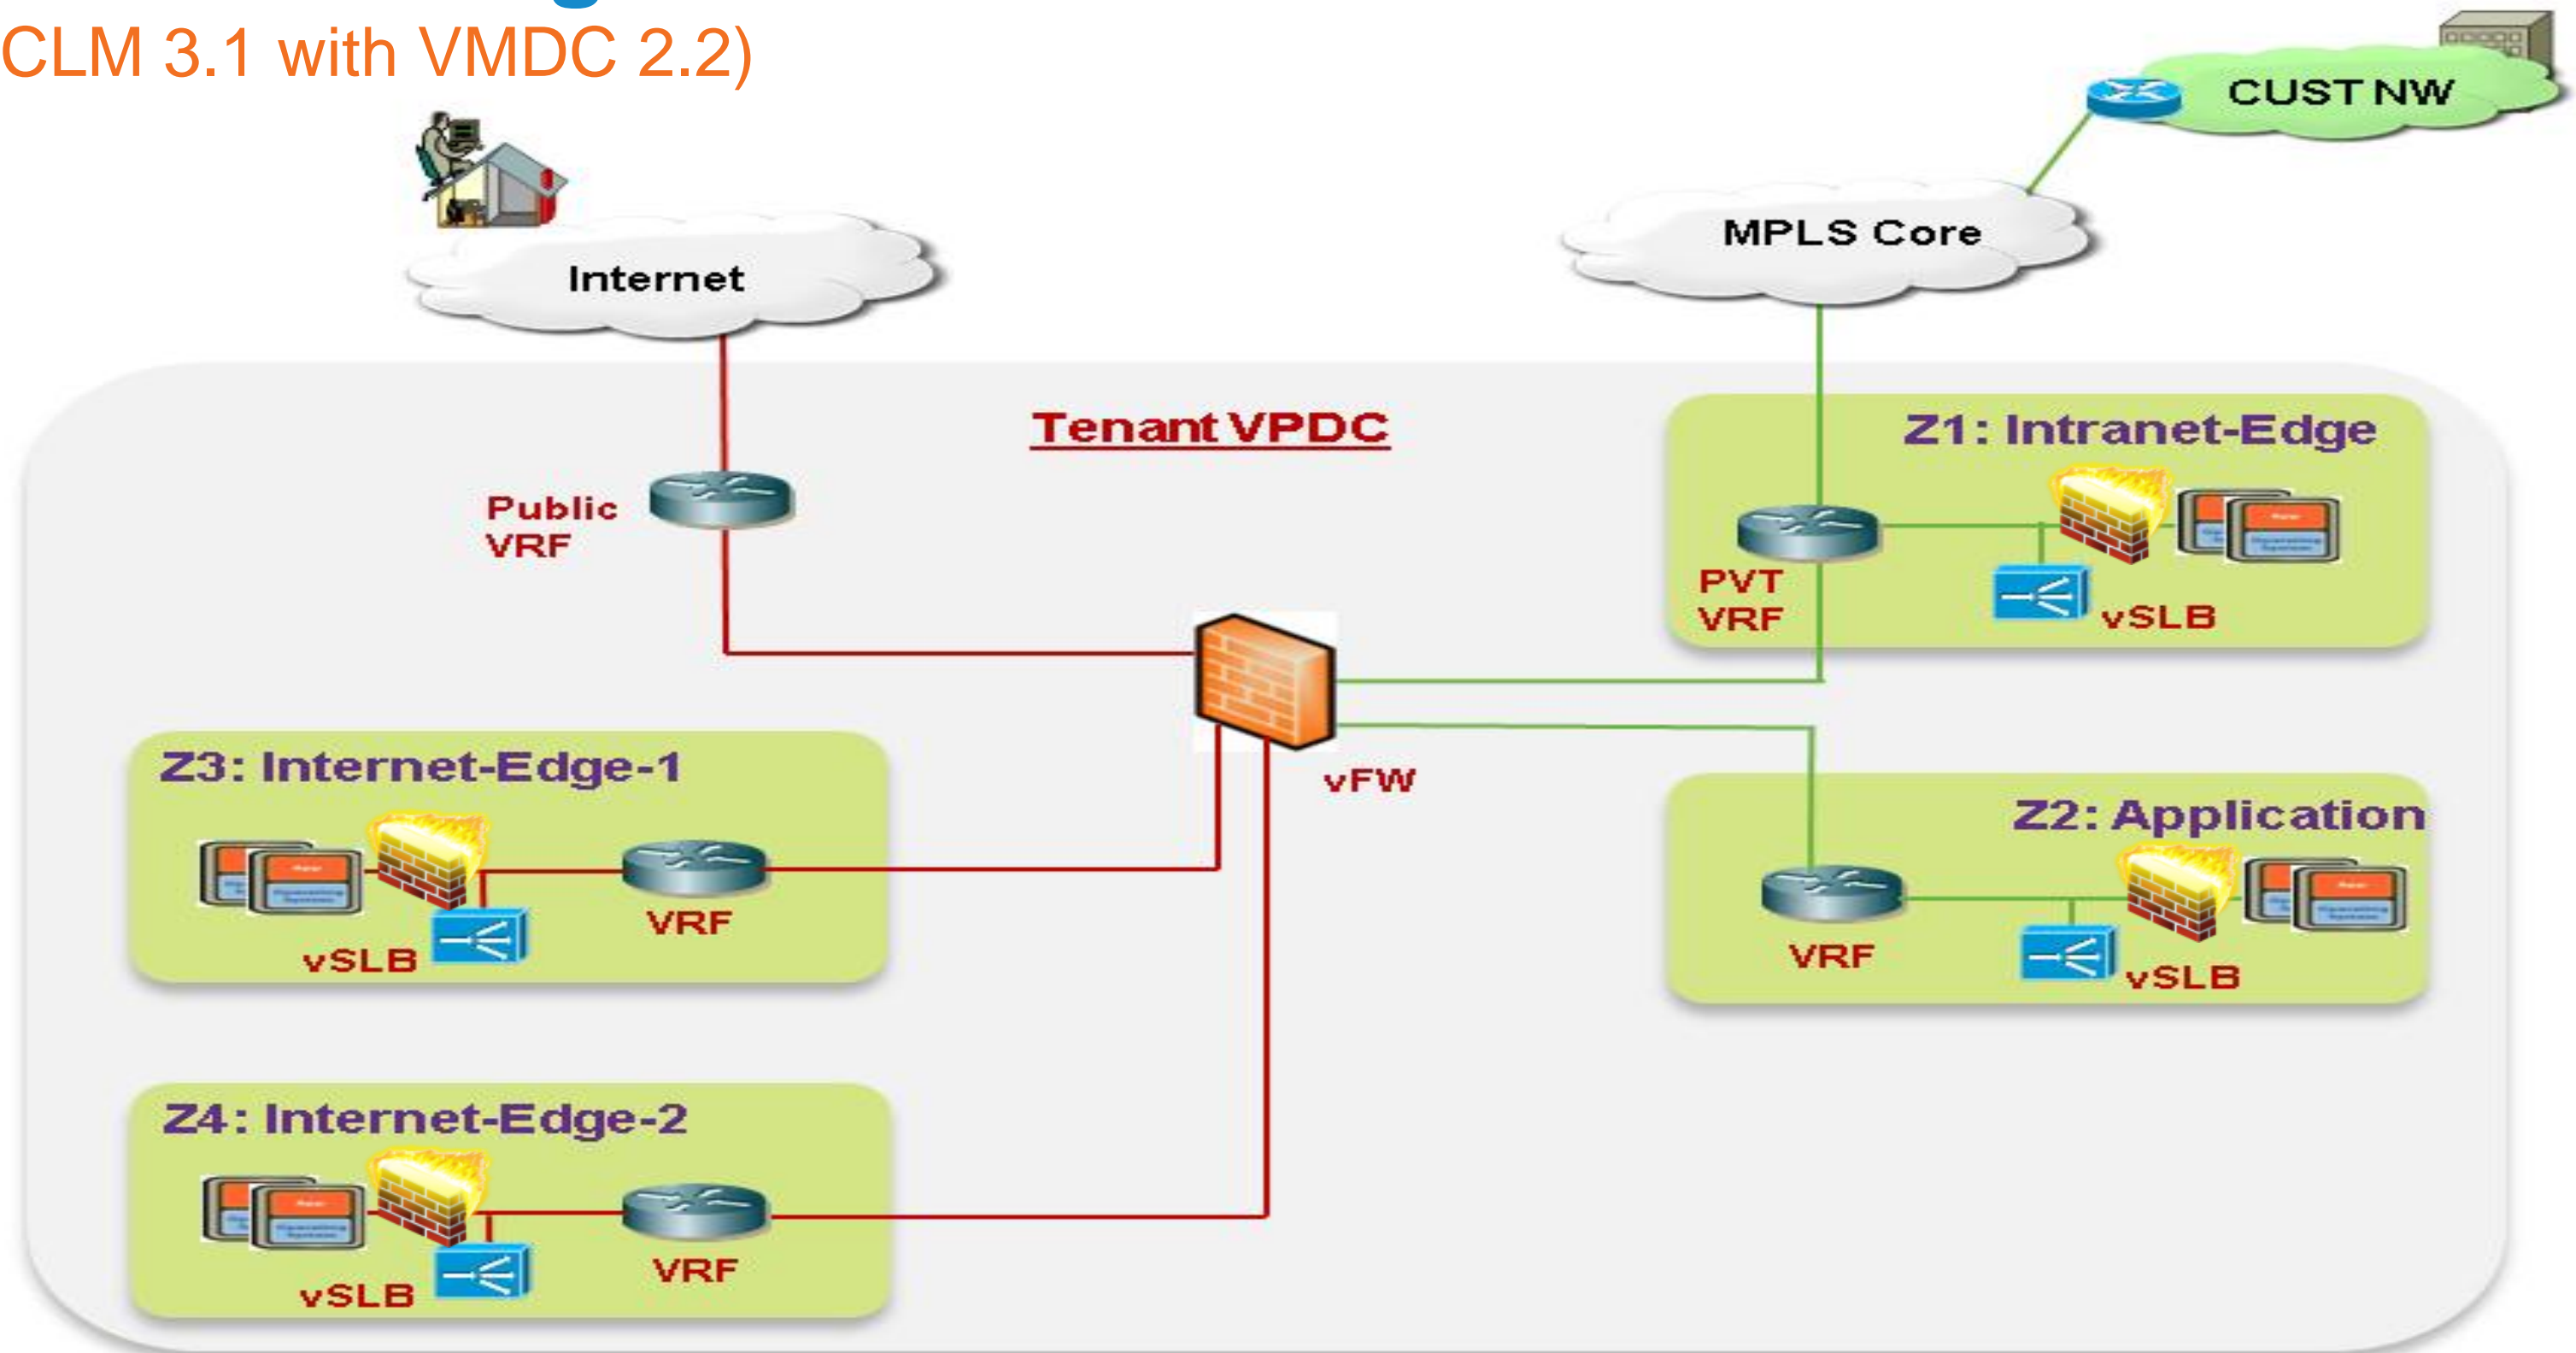 CLM 3.1 with VMDC 2.2)
CUST NW
MPLS Core
Internet
Tenant VPDC
Z1: Intranet-Edge
Public
VRF
PVT
VRF
vSLB
vFW
Z3: Internet-Edge-1
VRF
vSLB
Z2: Application
VRF
vSLB
Z4: Internet-Edge-2
VRF
vSLB